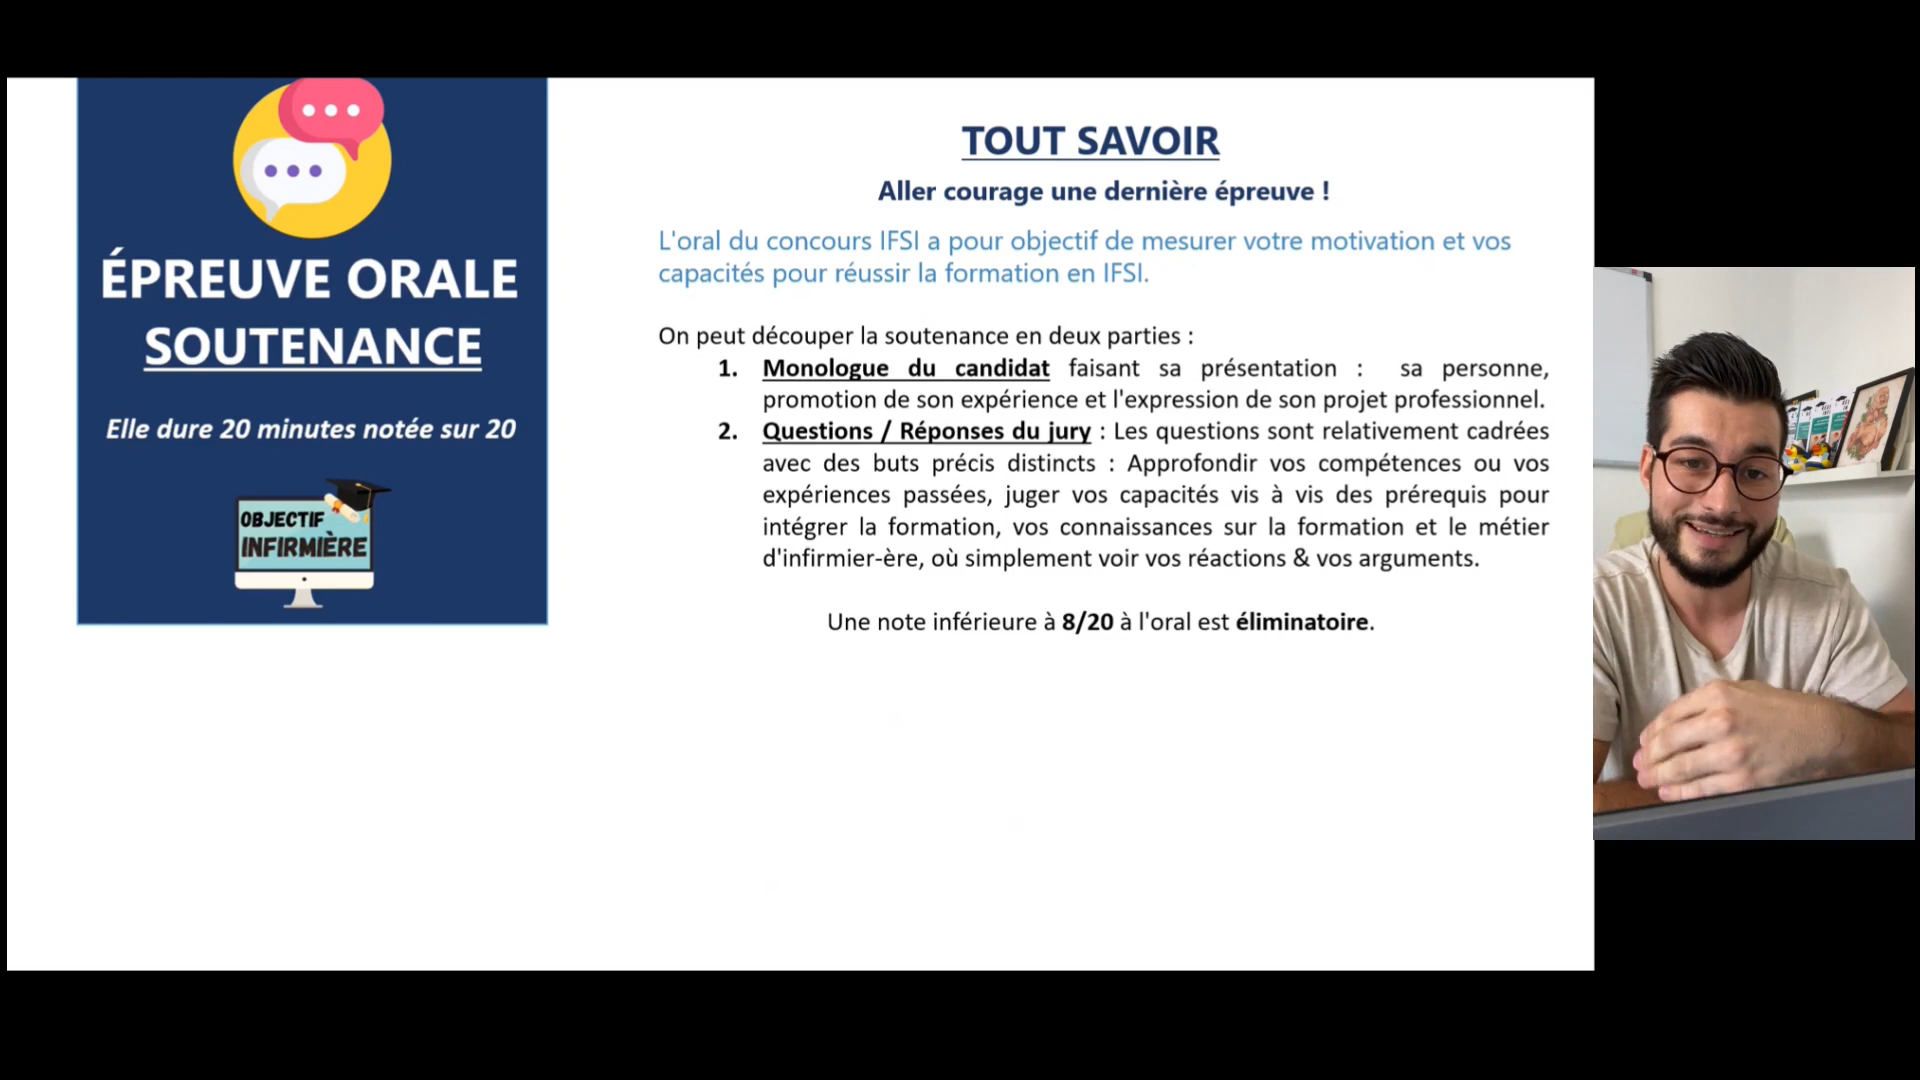 ÉPREUVE ORALE
SOUTENANCE
Elle dure 20 minutes notée sur 20
OBJECTIF
INFIRMIÈRE
TOUT SAVOIR
Aller courage une dernière épreuve !
L'oral du concours IFSI a pour objectif de mesurer votre motivation et vos
capacités pour réussir la formation en IFSI.
On peut découper la soutenance en deux parties :
1. Monologue du candidat faisant sa présentation : sa personne,
promotion de son expérience et l'expression de son projet professionnel.
2. Questions / Réponses du jury : Les questions sont relativement cadrées
avec des buts précis distincts : Approfondir vos compétences ou vos
expériences passées, juger vos capacités vis à vis des prérequis pour
intégrer la formation, vos connaissances sur la formation et le métier
d'infirmier-ère, où simplement voir vos réactions & vos arguments.
Une note inférieure à 8/20 à l'oral est éliminatoire.